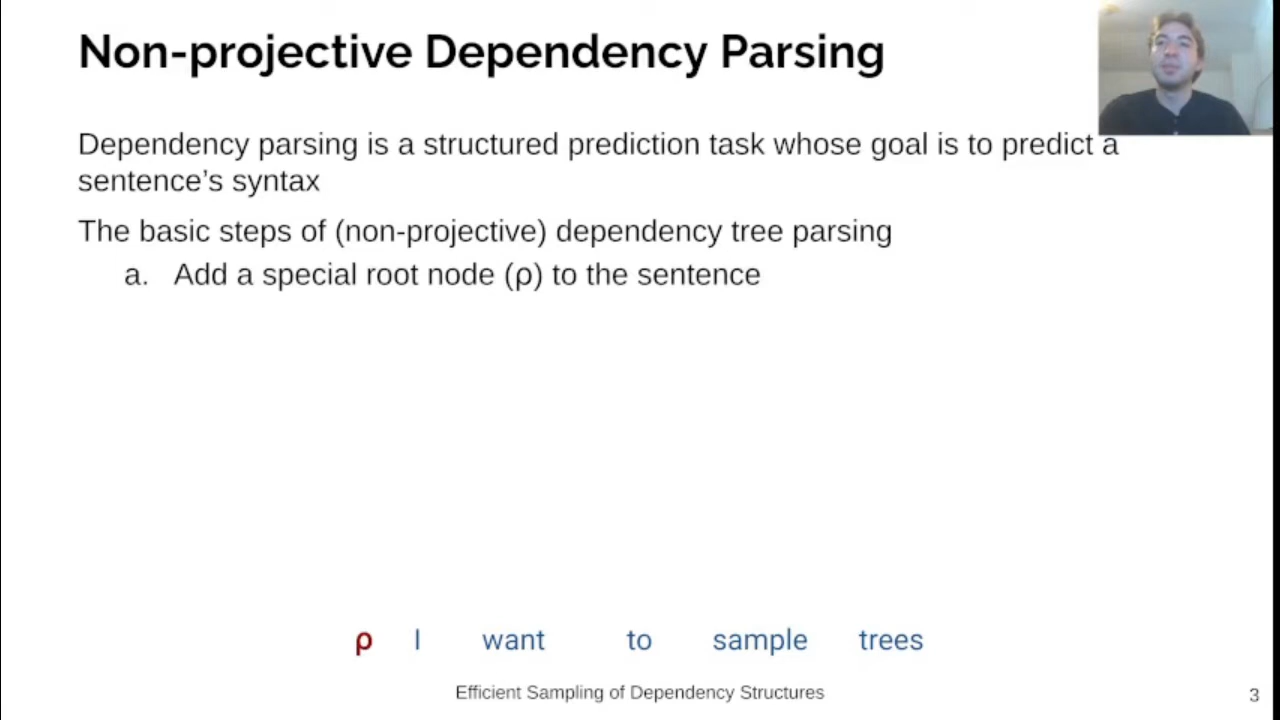 Non-projective Dependency Parsing
Dependency parsing is a structured prediction task whose goal is to predict a
sentence’s syntax
The basic steps of (non-projective) dependency tree parsing
a. Add a special root node (ρ) to the sentence
ρ I want to sample trees
Efficient Sampling of Dependency Structures
3